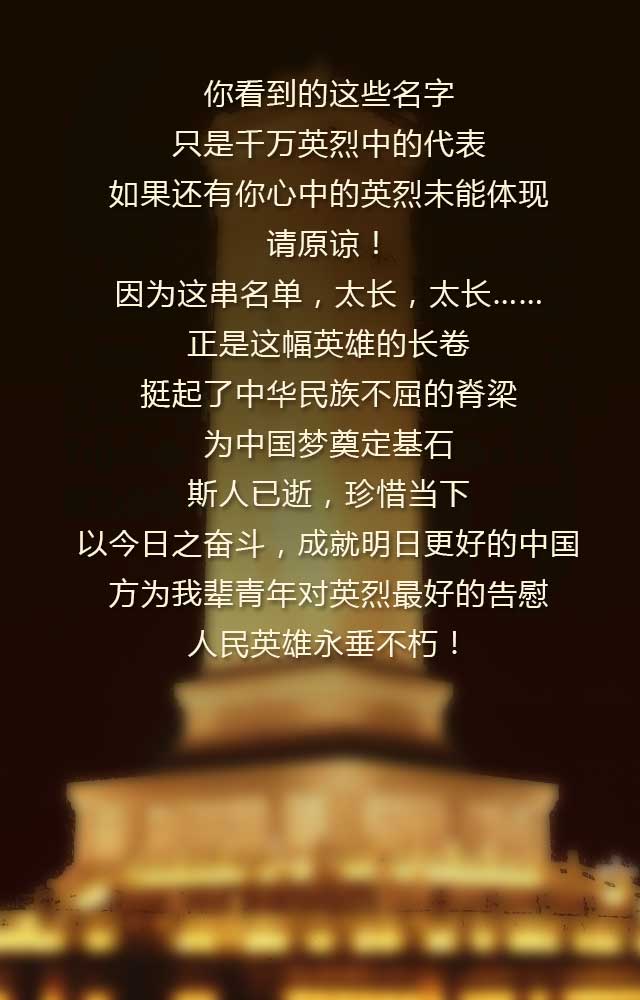 你看到的这些名字
只是千万英烈中的代表
如果还有你心中的英烈未能体现
请原谅！
因为这串名单，太长，太长……
正是这幅英雄的长卷
挺起了中华民族不屈的脊梁
为中国梦奠定基石
斯人已逝，珍惜当下
以今日之奋斗，成就明日更好的中国
方为我辈青年对英烈最好的告慰
人民英雄永垂不朽！